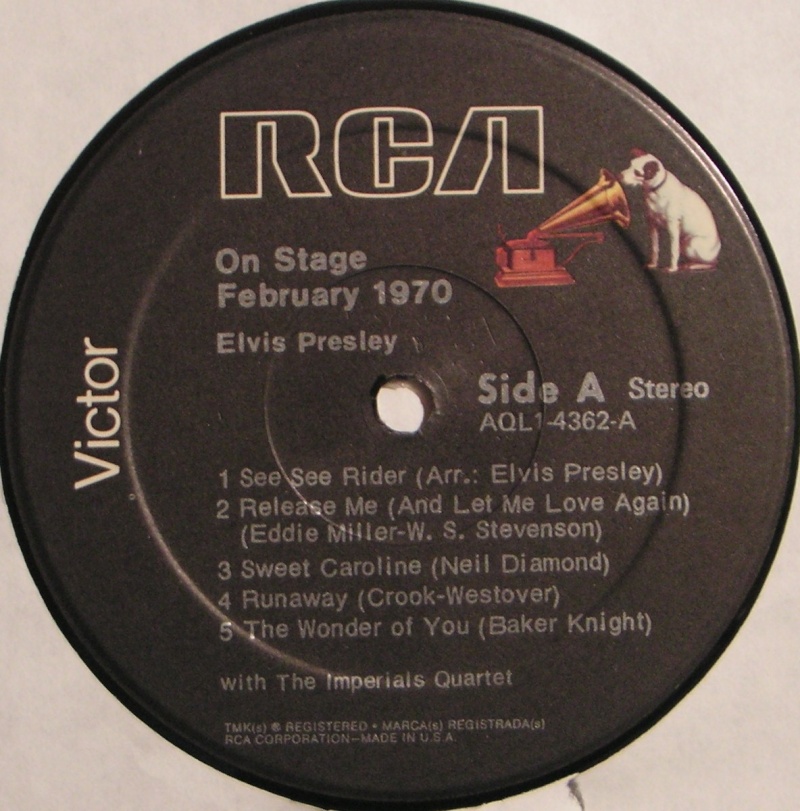 RCA
On Stage
February 1970
Elvis Presley
Victor
Side A Stereo
AQL1-4362-A
1 See See Rider (Arr.: Elvis Presley)
2 Release Me (And Let Me Love Again)
(Eddie Miller-W. S. Stevenson)
3 Sweet Caroline (Neil Diamond)
4 Runaway (Crook-Westover)
5 The Wonder of You (Baker Knight)
with The Imperials Quartet
TMK(s) ® REGISTERED • MARCA(s) REGISTRADA(s)
RCA CORPORATION—MADE IN U.S.A.